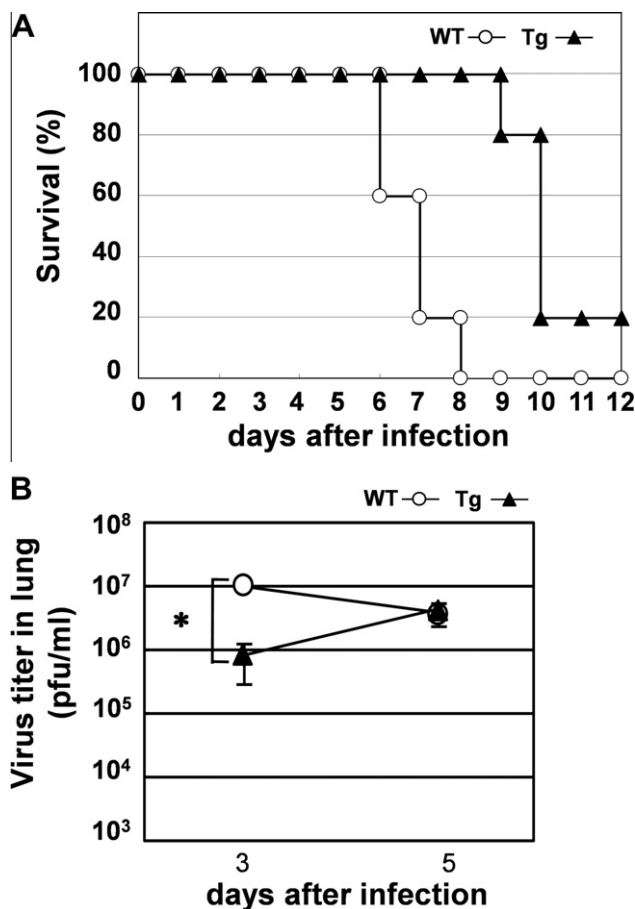 A
WT Tg
Survival (%)
100
80
60
40
20
0
0 1 2 3 4 5 6 7 8 9 10 11 12
days after infection
B
WT Tg
Virus titer in lung
(pfu/ml)
10⁸
10⁷
10⁶
10⁵
10⁴
10³
*
3 5
days after infection